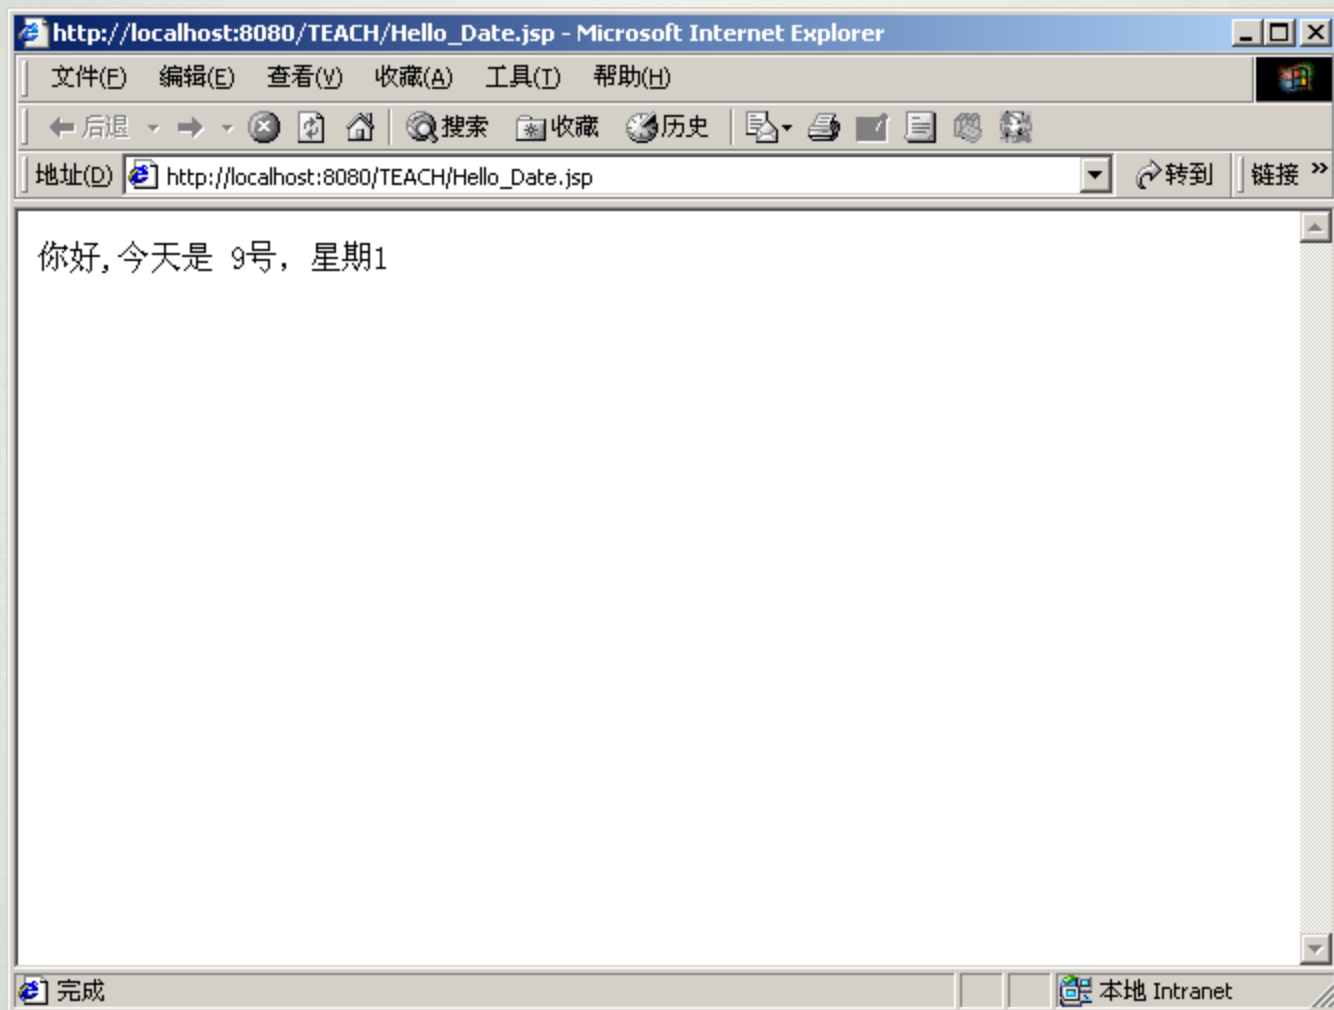 http://localhost:8080/TEACH/Hello_Date.jsp - Microsoft Internet Explorer
文件(F) 编辑(E) 查看(V) 收藏(A) 工具(T) 帮助(H)
后退 搜索 收藏 历史
地址(D) http://localhost:8080/TEACH/Hello_Date.jsp 转到 链接 »
你好,今天是 9号，星期1
完成 本地 Intranet